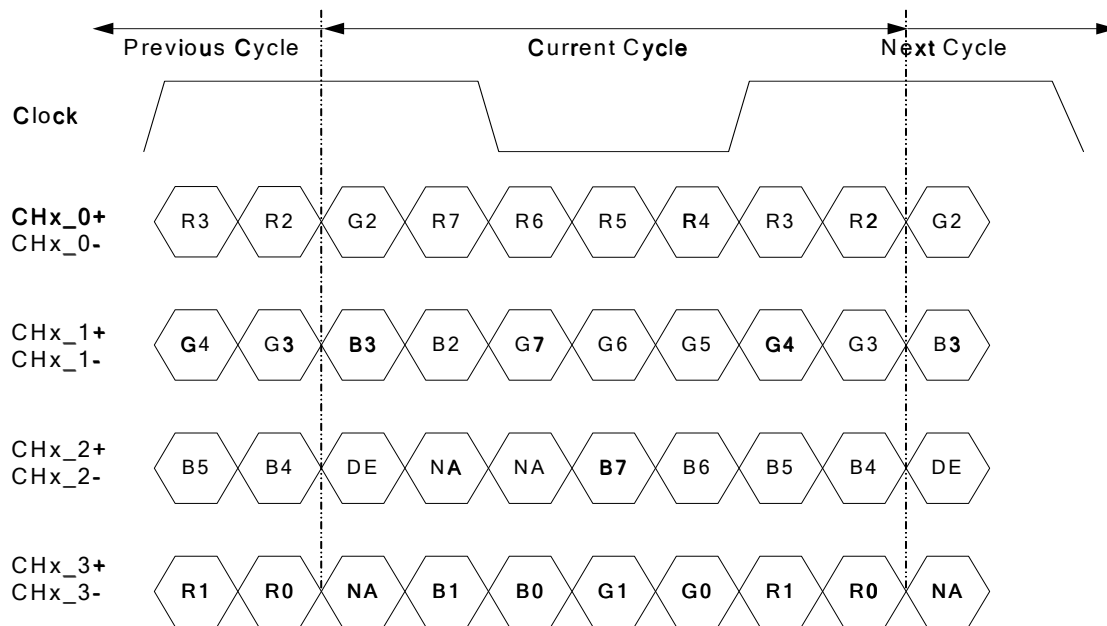 Previous Cycle Current Cycle Next Cycle
Clock
CHx_0+ R3 R2 G2 R7 R6 R5 R4 R3 R2 G2
CHx_0-
CHx_1+ G4 G3 B3 B2 G7 G6 G5 G4 G3 B3
CHx_1-
CHx_2+ B5 B4 DE NA NA B7 B6 B5 B4 DE
CHx_2-
CHx_3+ R1 R0 NA B1 B0 G1 G0 R1 R0 NA
CHx_3-